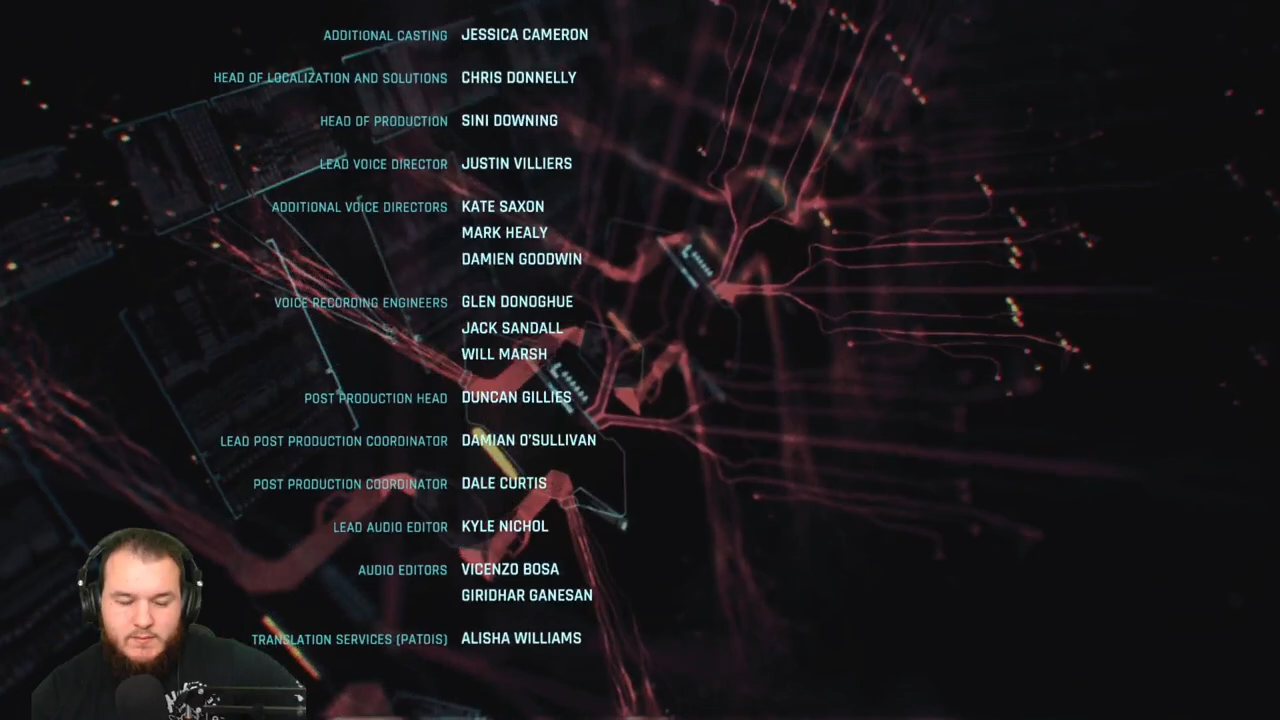 ADDITIONAL CASTING JESSICA CAMERON
HEAD OF LOCALIZATION AND SOLUTIONS CHRIS DONNELLY
HEAD OF PRODUCTION SINI DOWNING
LEAD VOICE DIRECTOR JUSTIN VILLIERS
ADDITIONAL VOICE DIRECTORS KATE SAXON
MARK HEALY
DAMIEN GOODWIN
VOICE RECORDING ENGINEERS GLEN DONOGHUE
JACK SANDALL
WILL MARSH
POST PRODUCTION HEAD DUNCAN GILLIES
LEAD POST PRODUCTION COORDINATOR DAMIAN O'SULLIVAN
POST PRODUCTION COORDINATOR DALE CURTIS
LEAD AUDIO EDITOR KYLE NICHOL
AUDIO EDITORS VICENZO BOSA
GIRIDHAR GANESAN
TRANSLATION SERVICES (PATOIS) ALISHA WILLIAMS